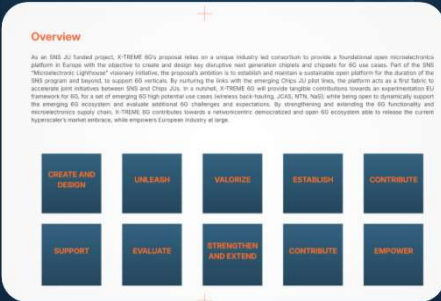 Overview
As an SNS JU funded project, X-TREME 6G's proposal relies on a unique industry led consortium to provide a foundational open microelectronics
platform in Europe with the objective to create and design key disruptive next generation chiplets and chipsets for 6G use cases. Part of the SNS
"Microelectronic Lighthouse" visionary initiative, the proposal's ambition is to establish and maintain a sustainable open platform for the duration of the
SNS program and beyond, to support 6G verticals. By nurturing the links with the emerging Chips JU pilot lines, the platform acts as a first fabric to
accelerate joint initiatives between SNS and Chips JUs. In a nutshell, X-TREME 6G will provide tangible contributions towards an experimentation EU
framework for 6G, for a set of emerging 6G high potential use cases (wireless back-hauling, JCAS, NTN, NaS); while being open to dynamically support
the emerging 6G ecosystem and evaluate additional 6G challenges and expectations. By strengthening and extending the 6G functionality and
microelectronics supply chain, X-TREME 6G contributes towards a networkcentric democratized and open 6G ecosystem able to release the current
hyperscaler's market embrace, while empowers European industry at large.
CREATE AND
DESIGN
UNLEASH
VALORIZE
ESTABLISH
CONTRIBUTE
SUPPORT
EVALUATE
STRENGTHEN
AND EXTEND
CONTRIBUTE
EMPOWER